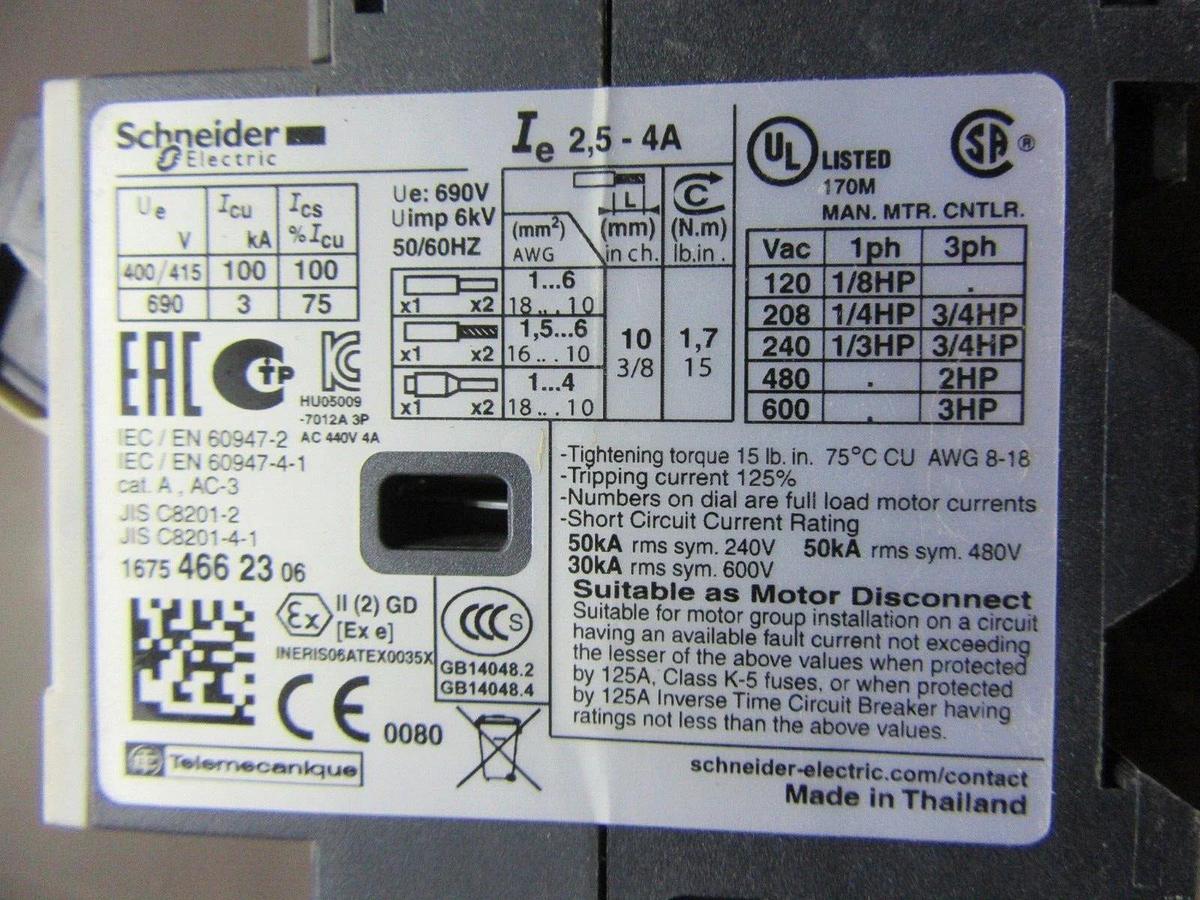 Schneider
Electric
Ie 2,5 - 4A
UL LISTED
170M
MAN. MTR. CNTLR.
SA ®
Ue V Icu kA Ics %Icu
400/415 100 100
690 3 75
Ue: 690V
Uimp 6kV
50/60HZ
(mm²) AWG
L (mm) in ch.
C (N.m) lb.in.
x1 x2 1...6
18... 10
x1 x2 1,5...6
16... 10
x1 x2 1...4
18... 10
10
3/8
1,7
15
Vac 1ph 3ph
120 1/8HP .
208 1/4HP 3/4HP
240 1/3HP 3/4HP
480 . 2HP
600 . 3HP
EAC
HU05009
-7012A 3P
AC 440V 4A
IEC / EN 60947-2
IEC / EN 60947-4-1
cat. A , AC-3
JIS C8201-2
JIS C8201-4-1
1675 466 23 06
-Tightening torque 15 lb. in. 75°C CU AWG 8-18
-Tripping current 125%
-Numbers on dial are full load motor currents
-Short Circuit Current Rating
50kA rms sym. 240V 50kA rms sym. 480V
30kA rms sym. 600V
Suitable as Motor Disconnect
Suitable for motor group installation on a circuit
having an available fault current not exceeding
the lesser of the above values when protected
by 125A, Class K-5 fuses, or when protected
by 125A Inverse Time Circuit Breaker having
ratings not less than the above values.
Ex II (2) GD
[Ex e]
INERIS06ATEX0035X
CCC S
GB14048.2
GB14048.4
CE 0080
Telemecanique
schneider-electric.com/contact
Made in Thailand